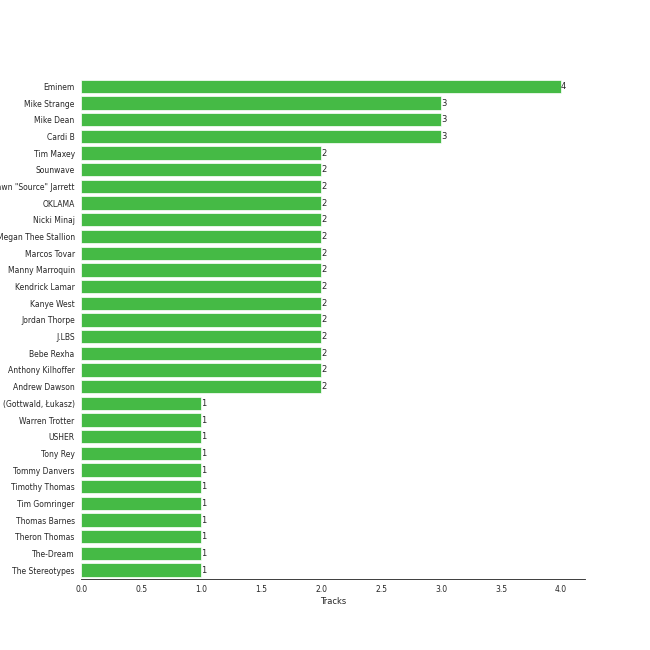 Eminem 4
Mike Strange 3
Mike Dean 3
Cardi B 3
Tim Maxey 2
Sounwave 2
"Source" Jarrett 2
OKLAMA 2
Nicki Minaj 2
Megan Thee Stallion 2
Marcos Tovar 2
Manny Marroquin 2
Kendrick Lamar 2
Kanye West 2
Jordan Thorpe 2
J.LBS 2
Bebe Rexha 2
Anthony Kilhoffer 2
Andrew Dawson 2
(Gottwald, Łukasz) 1
Warren Trotter 1
USHER 1
Tony Rey 1
Tommy Danvers 1
Timothy Thomas 1
Tim Gomringer 1
Thomas Barnes 1
Theron Thomas 1
The-Dream 1
The Stereotypes 1
0.0 0.5 1.0 1.5 2.0 2.5 3.0 3.5 4.0
Tracks